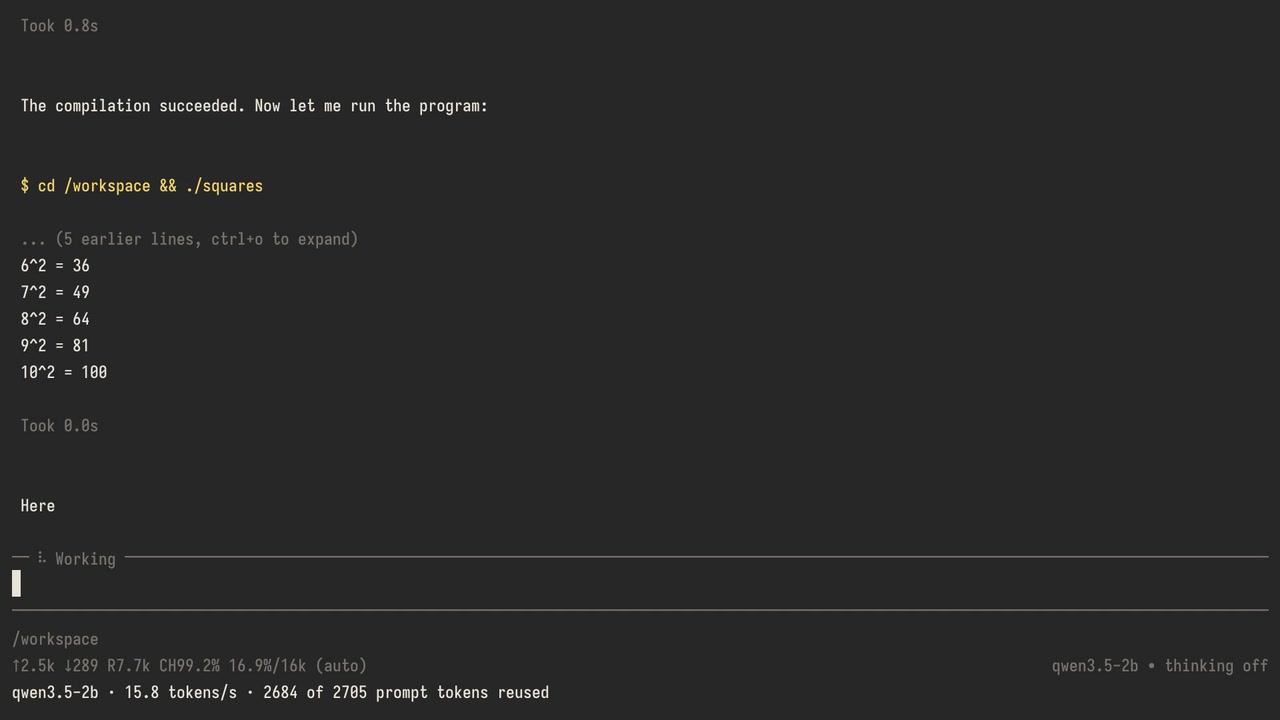 Took 0.8s
The compilation succeeded. Now let me run the program:
$ cd /workspace && ./squares
... (5 earlier lines, ctrl+o to expand)
6^2 = 36
7^2 = 49
8^2 = 64
9^2 = 81
10^2 = 100
Took 0.0s
Here
Working
/workspace
↑2.5k ↓289 R7.7k CH99.2% 16.9%/16k (auto) qwen3.5-2b • thinking off
qwen3.5-2b · 15.8 tokens/s · 2684 of 2705 prompt tokens reused